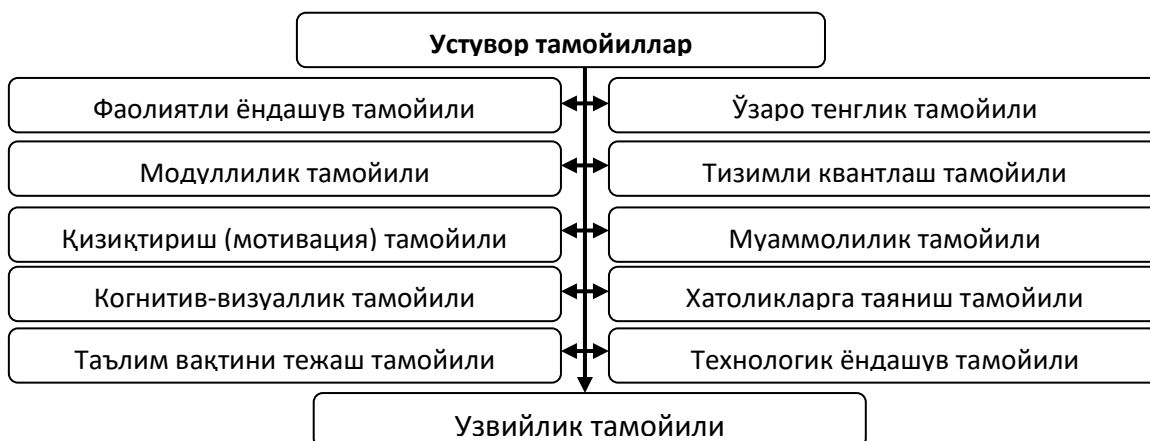 Устувор тамойиллар
Фаолиятли ёндашув тамойили
Ўзаро тенглик тамойили
Модуллилик тамойили
Тизимли квантлаш тамойили
Қизиқтириш (мотивация) тамойили
Муаммолилик тамойили
Когнитив-визуаллик тамойили
Хатоликларга таяниш тамойили
Таълим вақтини тежаш тамойили
Технологик ёндашув тамойили
Узвийлик тамойили